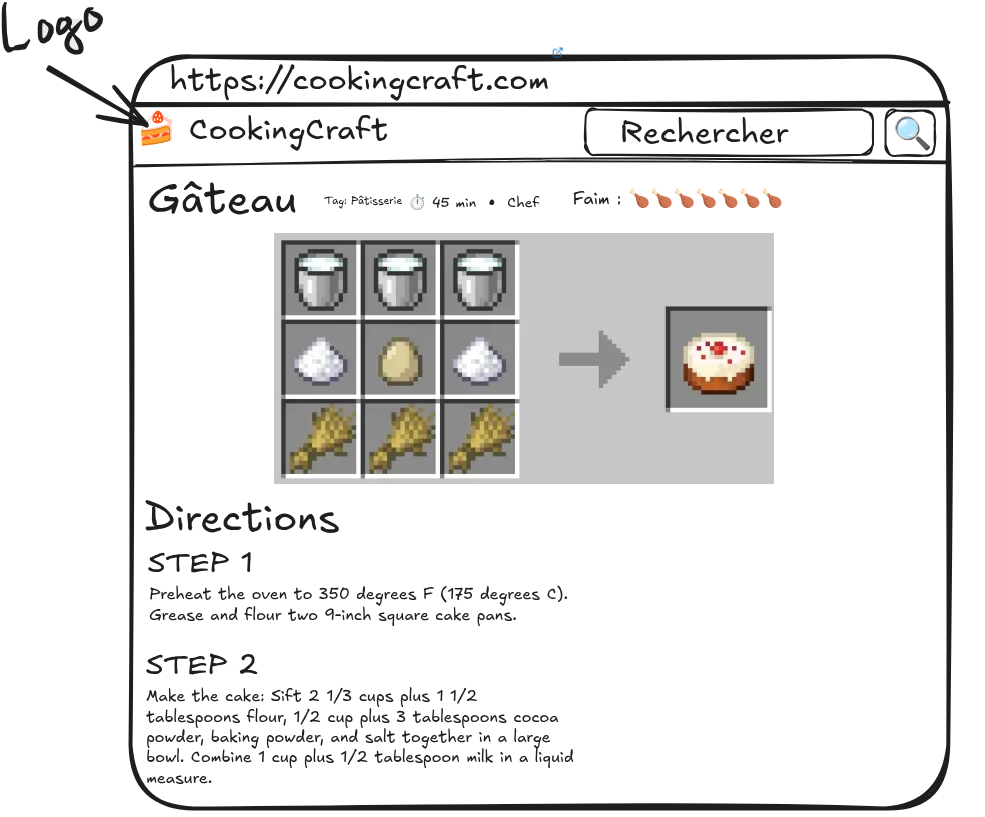 Logo
https://cookingcraft.com
CookingCraft
Rechercher
Gâteau
Tag: Pâtisserie
45 min • Chef
Faim :
Directions
STEP 1
Preheat the oven to 350 degrees F (175 degrees C).
Grease and flour two 9-inch square cake pans.
STEP 2
Make the cake: Sift 2 1/3 cups plus 1 1/2
tablespoons flour, 1/2 cup plus 3 tablespoons cocoa
powder, baking powder, and salt together in a large
bowl. Combine 1 cup plus 1/2 tablespoon milk in a liquid
measure.